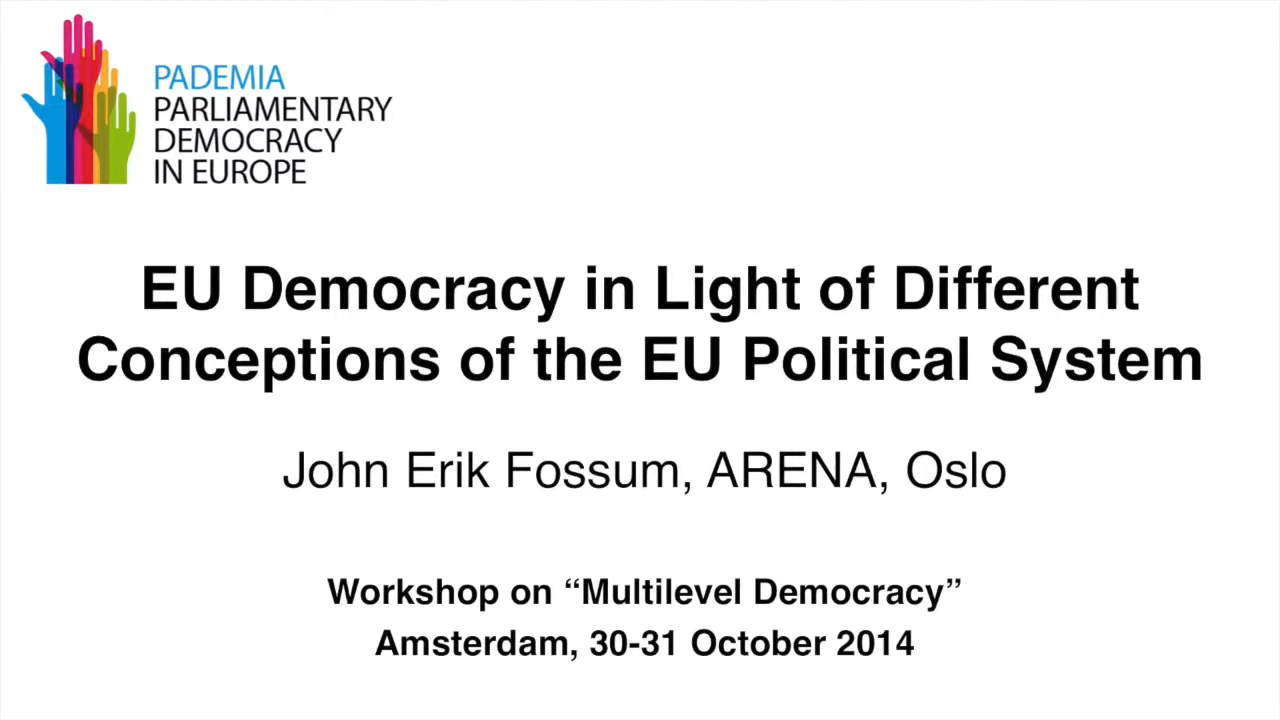 PADEMIA
PARLIAMENTARY
DEMOCRACY
IN EUROPE
EU Democracy in Light of Different
Conceptions of the EU Political System
John Erik Fossum, ARENA, Oslo
Workshop on “Multilevel Democracy”
Amsterdam, 30-31 October 2014